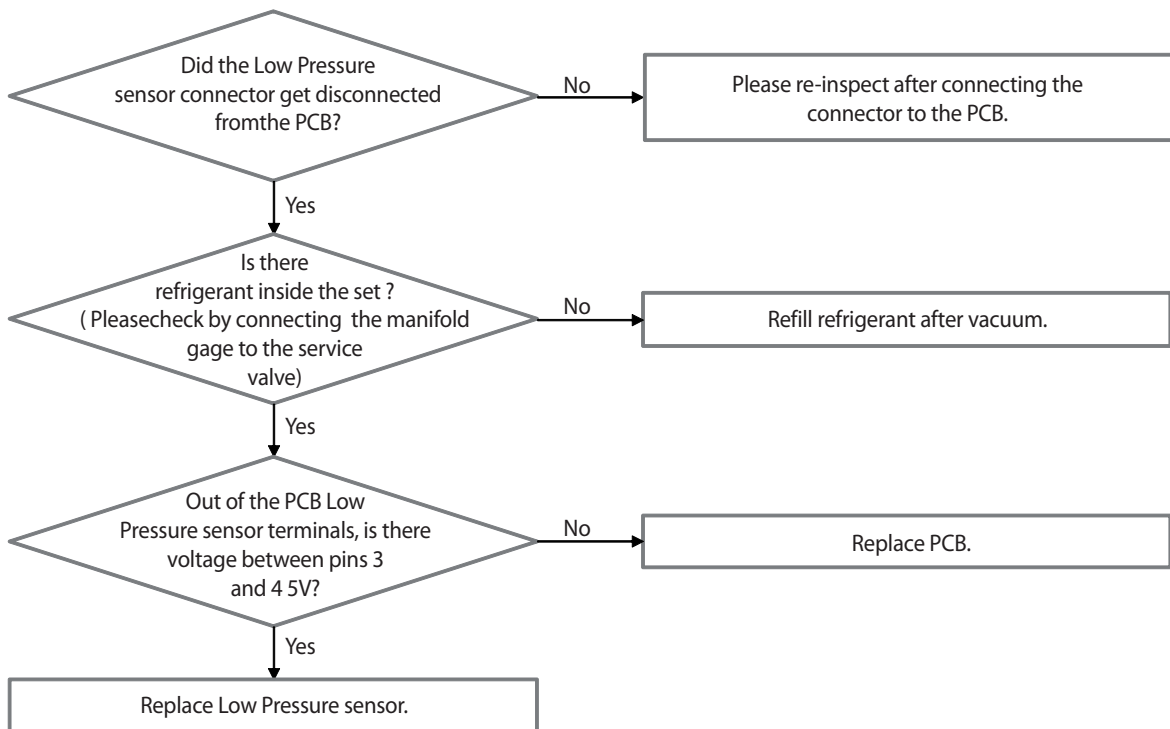 Did the Low Pressure
sensor connector get disconnected
fromthe PCB?
No
Please re-inspect after connecting the
connector to the PCB.
Yes
Is there
refrigerant inside the set ?
( Pleasecheck by connecting the manifold
gage to the service
valve)
No
Refill refrigerant after vacuum.
Yes
Out of the PCB Low
Pressure sensor terminals, is there
voltage between pins 3
and 4 5V?
No
Replace PCB.
Yes
Replace Low Pressure sensor.